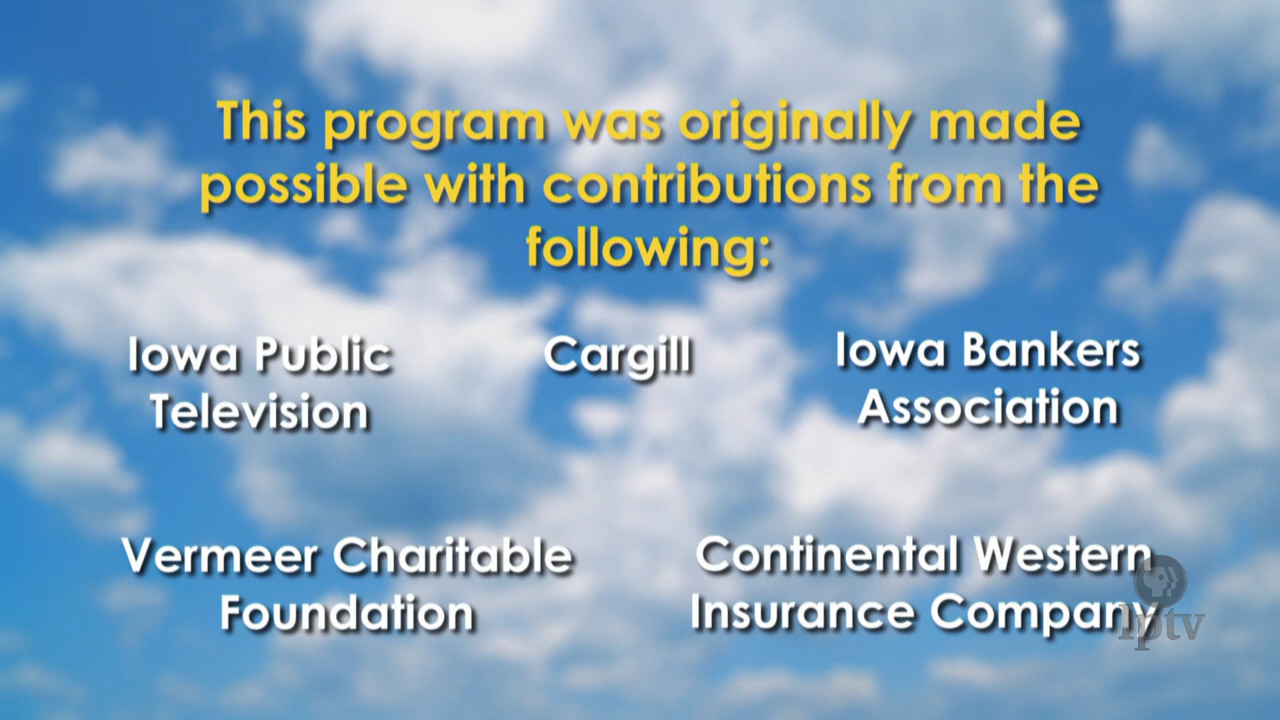 This program was originally made
possible with contributions from the
following:
Iowa Public
Television
Cargill
Iowa Bankers
Association
Vermeer Charitable
Foundation
Continental Western
Insurance Company
iptv